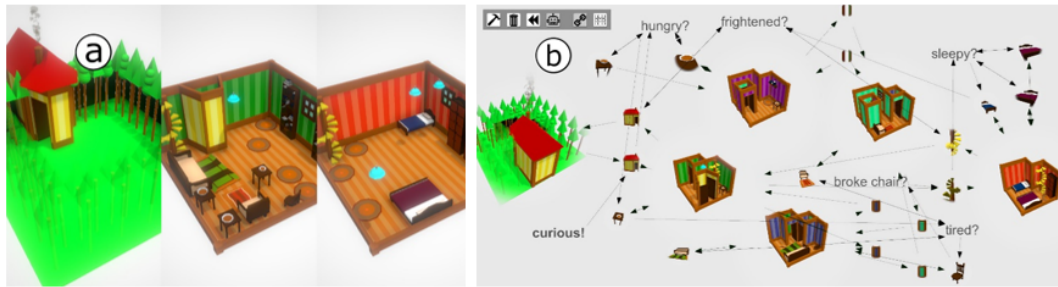 a
b
hungry?
frightened?
sleepy?
broke chair?
curious!
tired?